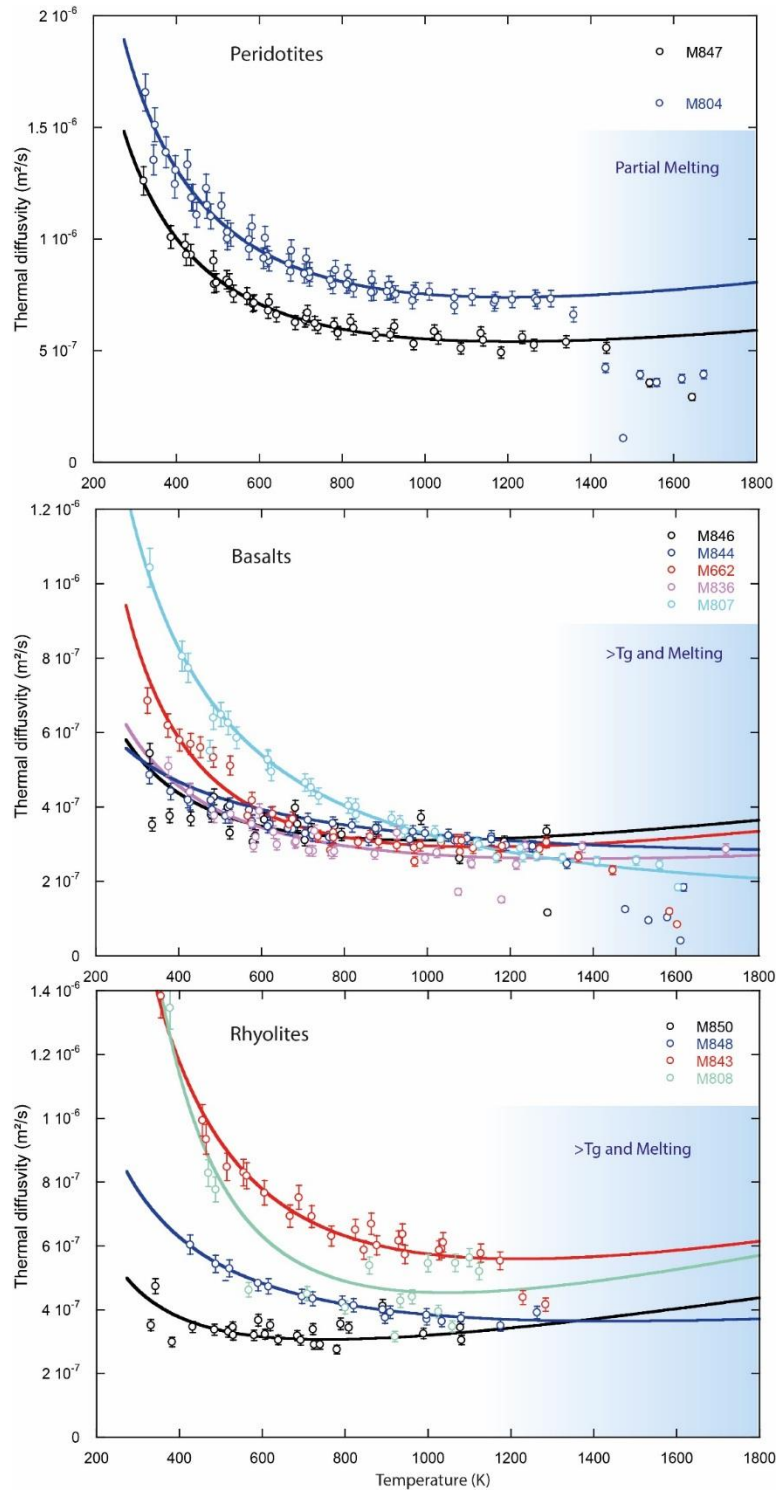 2 10⁻⁶
Peridotites
M847
M804
1.5 10⁻⁶
Partial Melting
1 10⁻⁶
5 10⁻⁷
0
Thermal diffusvity (m²/s)
200 400 600 800 1000 1200 1400 1600 1800
1.2 10⁻⁶
Basalts
M846
M844
M662
M836
M807
1 10⁻⁶
8 10⁻⁷
>Tg and Melting
6 10⁻⁷
4 10⁻⁷
2 10⁻⁷
0
Thermal diffusvity (m²/s)
200 400 600 800 1000 1200 1400 1600 1800
1.4 10⁻⁶
Rhyolites
M850
M848
M843
M808
1.2 10⁻⁶
1 10⁻⁶
>Tg and Melting
8 10⁻⁷
6 10⁻⁷
4 10⁻⁷
2 10⁻⁷
0
Thermal diffusvity (m²/s)
200 400 600 800 1000 1200 1400 1600 1800
Temperature (K)